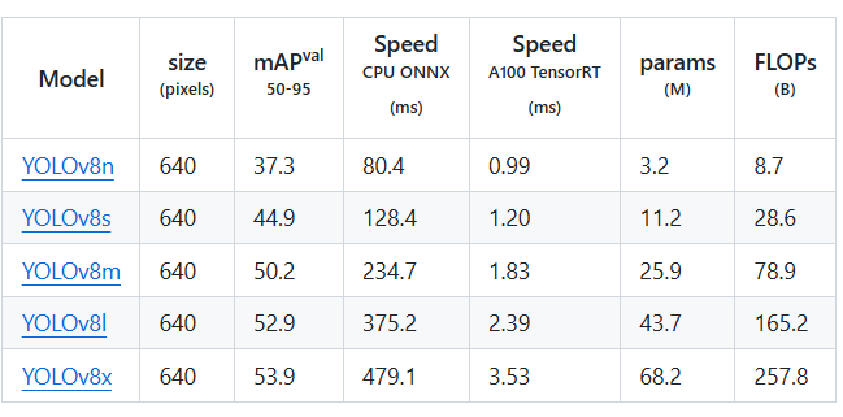 Model size (pixels) mAPval 50-95 Speed CPU ONNX (ms) Speed A100 TensorRT (ms) params (M) FLOPs (B)
YOLOv8n 640 37.3 80.4 0.99 3.2 8.7
YOLOv8s 640 44.9 128.4 1.20 11.2 28.6
YOLOv8m 640 50.2 234.7 1.83 25.9 78.9
YOLOv8l 640 52.9 375.2 2.39 43.7 165.2
YOLOv8x 640 53.9 479.1 3.53 68.2 257.8